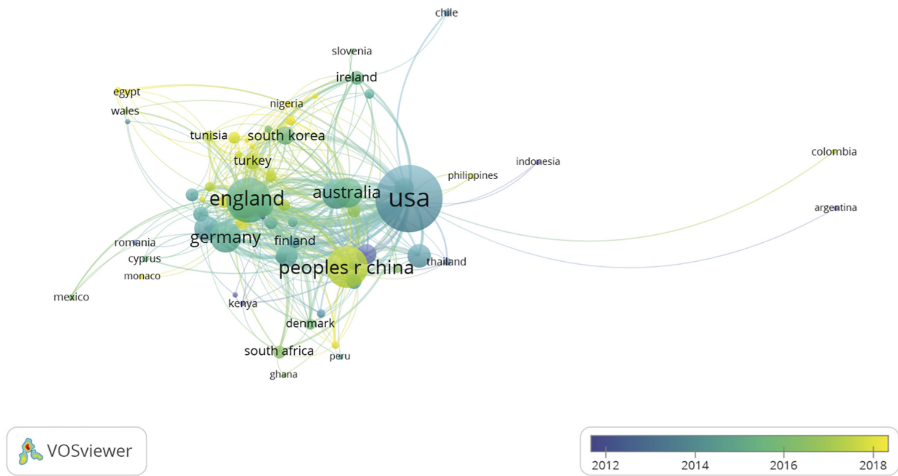 chile
slovenia
ireland
egypt
nigeria
wales
tunisia
south korea
turkey
colombia
indonesia
philippines
england
australia
usa
argentina
germany
finland
romania
cyprus
peoples r china
thailand
monaco
mexico
kenya
denmark
south africa
peru
ghana
VOSviewer
2012 2014 2016 2018